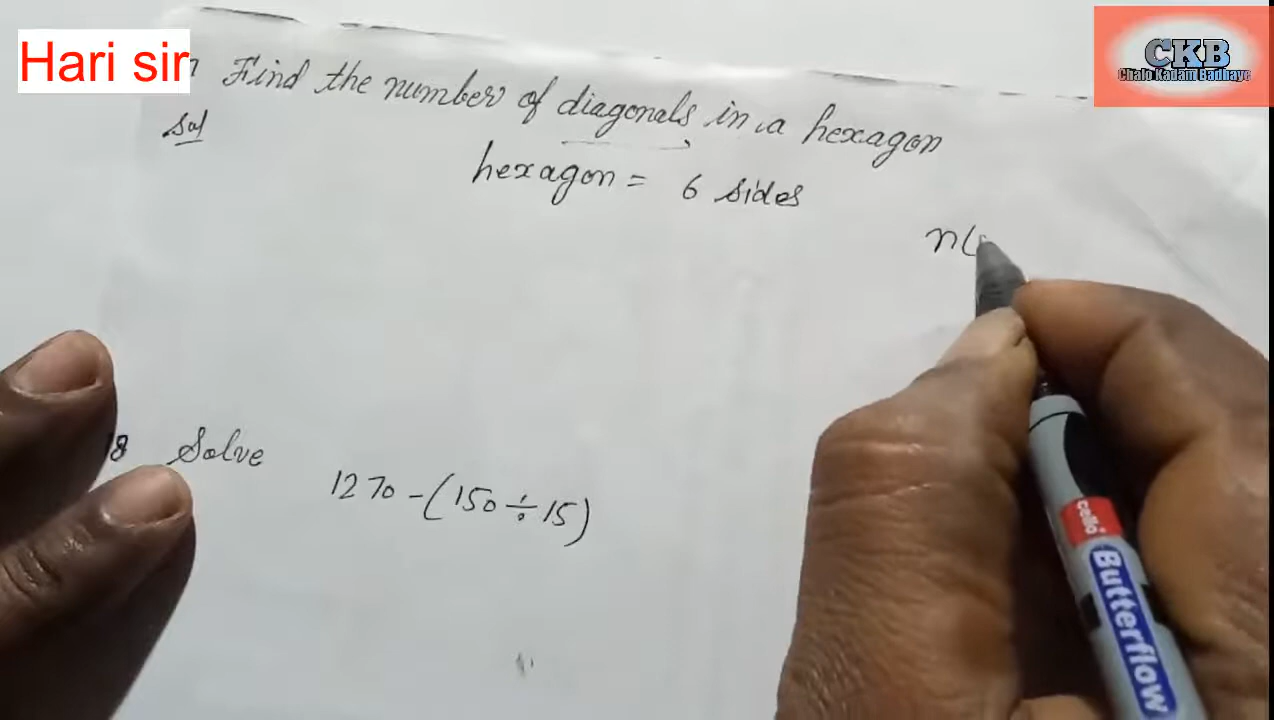 Hari sir
CKB
Chalo Kadam Badhaye
Find the number of diagonals in a hexagon
Sol
hexagon = 6 sides
n(
18 Solve 1270 - (150 ÷ 15)
cello
Butterflow